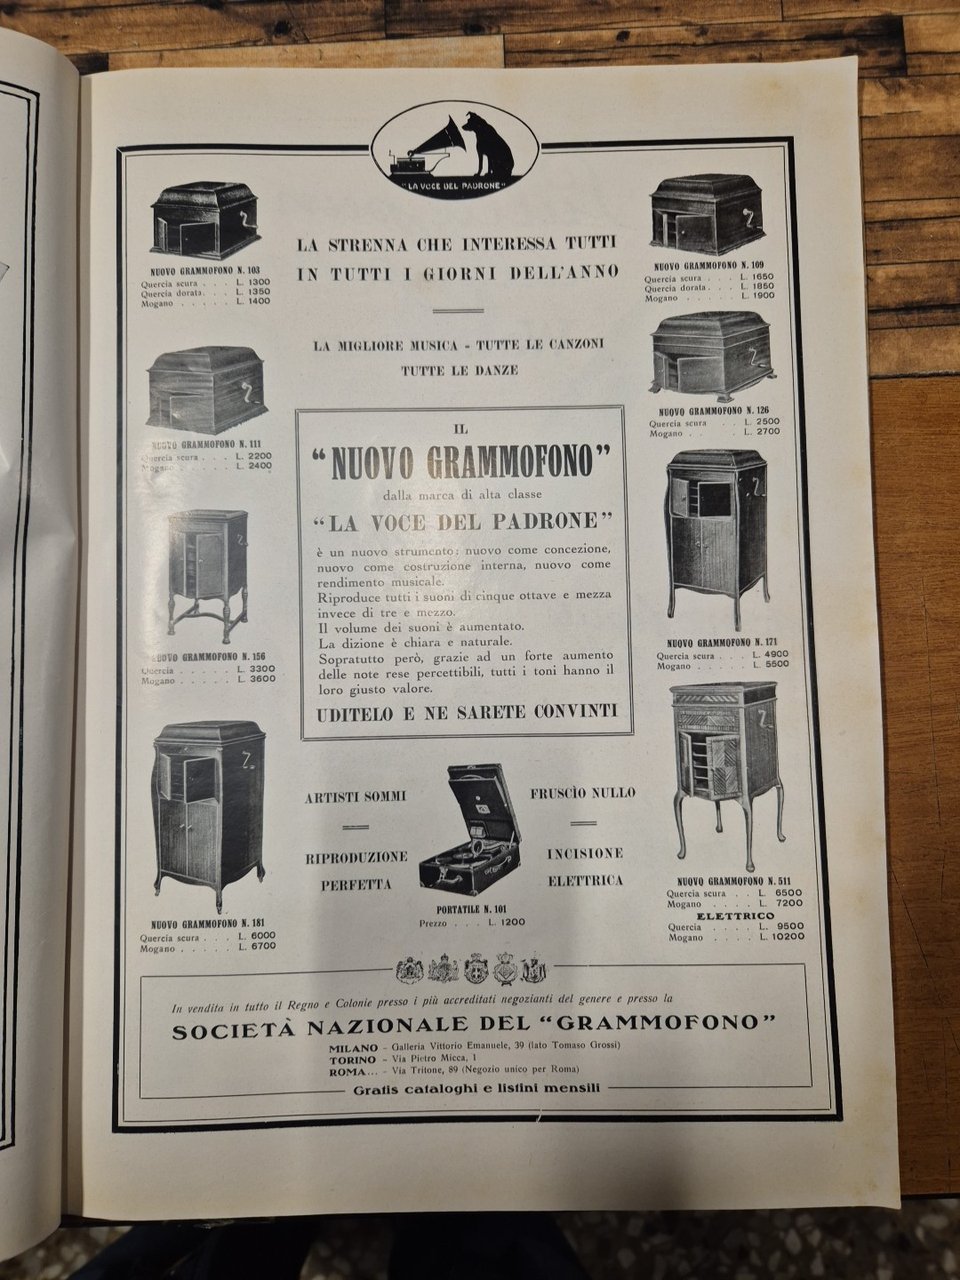 "LA VOCE DEL PADRONE"
LA STRENNA CHE INTERESSA TUTTI
IN TUTTI I GIORNI DELL'ANNO
LA MIGLIORE MUSICA - TUTTE LE CANZONI
TUTTE LE DANZE
NUOVO GRAMMOFONO N. 103
Quercia scura . . . L. 1300
Quercia dorata. . . L. 1350
Mogano . . . . . . L. 1400
NUOVO GRAMMOFONO N. 111
Quercia scura . . . . L. 2200
Mogano . . . . . L. 2400
NUOVO GRAMMOFONO N. 156
Quercia . . . . . . L. 3300
Mogano . . . . . . L. 3600
NUOVO GRAMMOFONO N. 181
Quercia scura . . . . L. 6000
Mogano . . . . . . L. 6700
IL
"NUOVO GRAMMOFONO"
dalla marca di alta classe
"LA VOCE DEL PADRONE"
è un nuovo strumento: nuovo come concezione,
nuovo come costruzione interna, nuovo come
rendimento musicale.
Riproduce tutti i suoni di cinque ottave e mezza
invece di tre e mezzo.
Il volume dei suoni è aumentato.
La dizione è chiara e naturale.
Sopratutto però, grazie ad un forte aumento
delle note rese percettibili, tutti i toni hanno il
loro giusto valore.
UDITELO E NE SARETE CONVINTI
ARTISTI SOMMI
RIPRODUZIONE
PERFETTA
FRUSCÌO NULLO
INCISIONE
ELETTRICA
PORTATILE N. 101
Prezzo . . . . L. 1200
NUOVO GRAMMOFONO N. 109
Quercia scura . . . L. 1650
Quercia dorata. . . L. 1850
Mogano . . . . . . L. 1900
NUOVO GRAMMOFONO N. 126
Quercia scura . . L. 2500
Mogano . . . . L. 2700
NUOVO GRAMMOFONO N. 171
Quercia scura . . . . L. 4900
Mogano . . . . . . L. 5500
NUOVO GRAMMOFONO N. 511
Quercia scura . . L. 6500
Mogano . . . . . L. 7200
ELETTRICO
Quercia . . . . . L. 9500
Mogano . . . . . L. 10200
In vendita in tutto il Regno e Colonie presso i più accreditati negozianti del genere e presso la
SOCIETÀ NAZIONALE DEL "GRAMMOFONO"
MILANO - Galleria Vittorio Emanuele, 39 (lato Tomaso Grossi)
TORINO - Via Pietro Micca, 1
ROMA... - Via Tritone, 89 (Negozio unico per Roma)
Gratis cataloghi e listini mensili